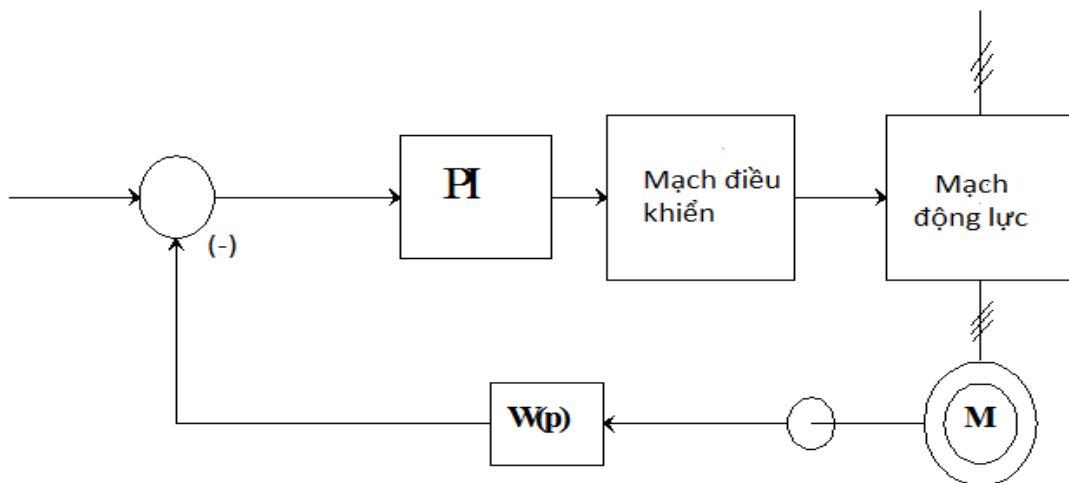 PI
Mạch điều
khiển
Mạch
động lực
(-)
W(p)
M